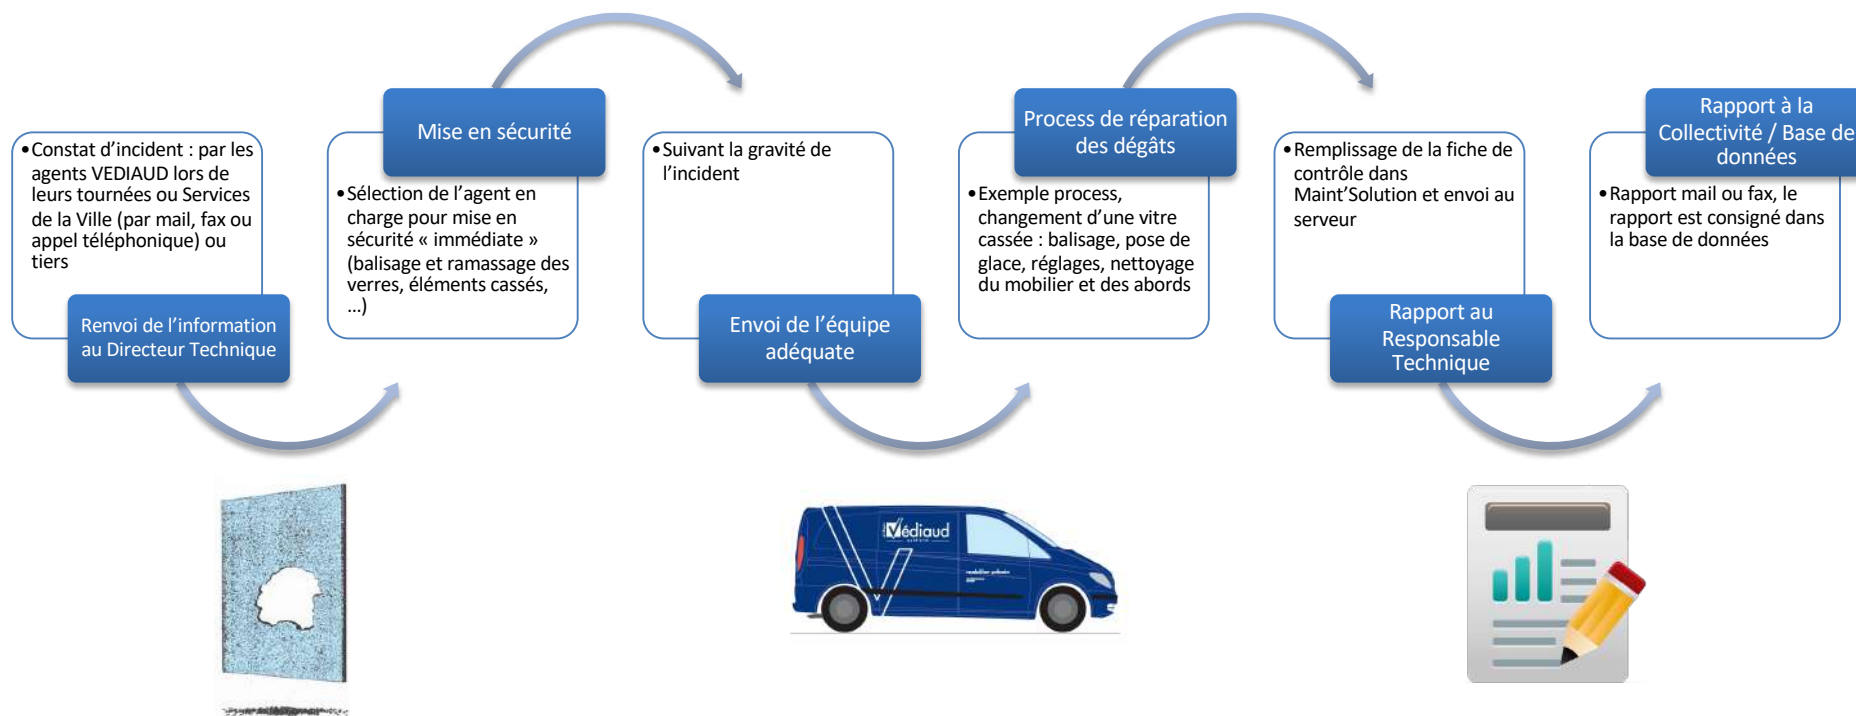 •Constat d’incident : par les
agents VEDIAUD lors de
leurs tournées ou Services
de la Ville (par mail, fax ou
appel téléphonique) ou
tiers
Renvoi de l’information
au Directeur Technique
Mise en sécurité
•Sélection de l’agent en
charge pour mise en
sécurité « immédiate »
(balisage et ramassage des
verres, éléments cassés,
...)
•Suivant la gravité de
l’incident
Envoi de l’équipe
adéquate
Process de réparation
des dégâts
•Exemple process,
changement d’une vitre
cassée : balisage, pose de
glace, réglages, nettoyage
du mobilier et des abords
•Remplissage de la fiche de
contrôle dans
Maint’Solution et envoi au
serveur
Rapport au
Responsable
Technique
Rapport à la
Collectivité / Base de
données
•Rapport mail ou fax, le
rapport est consigné dans
la base de données
Védiaud
mobilier urbain